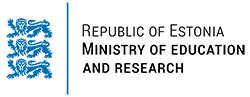 REPUBLIC OF ESTONIA
MINISTRY OF EDUCATION
AND RESEARCH